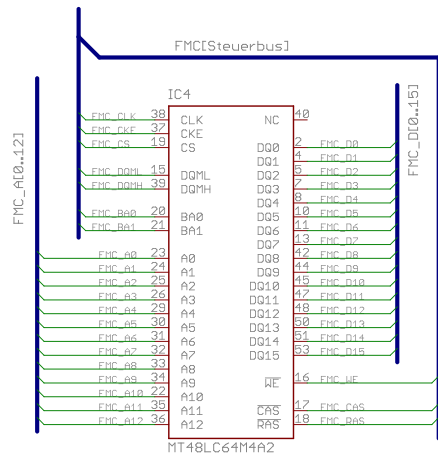 FMC[Steuerbus]
FMC_A[0..12]
FMC_D[0..15]
IC4
FMC_CLK 38 CLK NC 40
FMC_CKE 37 CKE
FMC_CS 19 CS DQ0 2 FMC_D0
DQ1 4 FMC_D1
FMC_DQML 15 DQML DQ2 5 FMC_D2
FMC_DQMH 39 DQMH DQ3 7 FMC_D3
DQ4 8 FMC_D4
FMC_BA0 20 BA0 DQ5 10 FMC_D5
FMC_BA1 21 BA1 DQ6 11 FMC_D6
DQ7 13 FMC_D7
FMC_A0 23 A0 DQ8 42 FMC_D8
FMC_A1 24 A1 DQ9 44 FMC_D9
FMC_A2 25 A2 DQ10 45 FMC_D10
FMC_A3 26 A3 DQ11 47 FMC_D11
FMC_A4 29 A4 DQ12 48 FMC_D12
FMC_A5 30 A5 DQ13 50 FMC_D13
FMC_A6 31 A6 DQ14 51 FMC_D14
FMC_A7 32 A7 DQ15 53 FMC_D15
FMC_A8 33 A8
FMC_A9 34 A9 WE 16 FMC_WE
FMC_A10 22 A10
FMC_A11 35 A11 CAS 17 FMC_CAS
FMC_A12 36 A12 RAS 18 FMC_RAS
MT48LC64M4A2